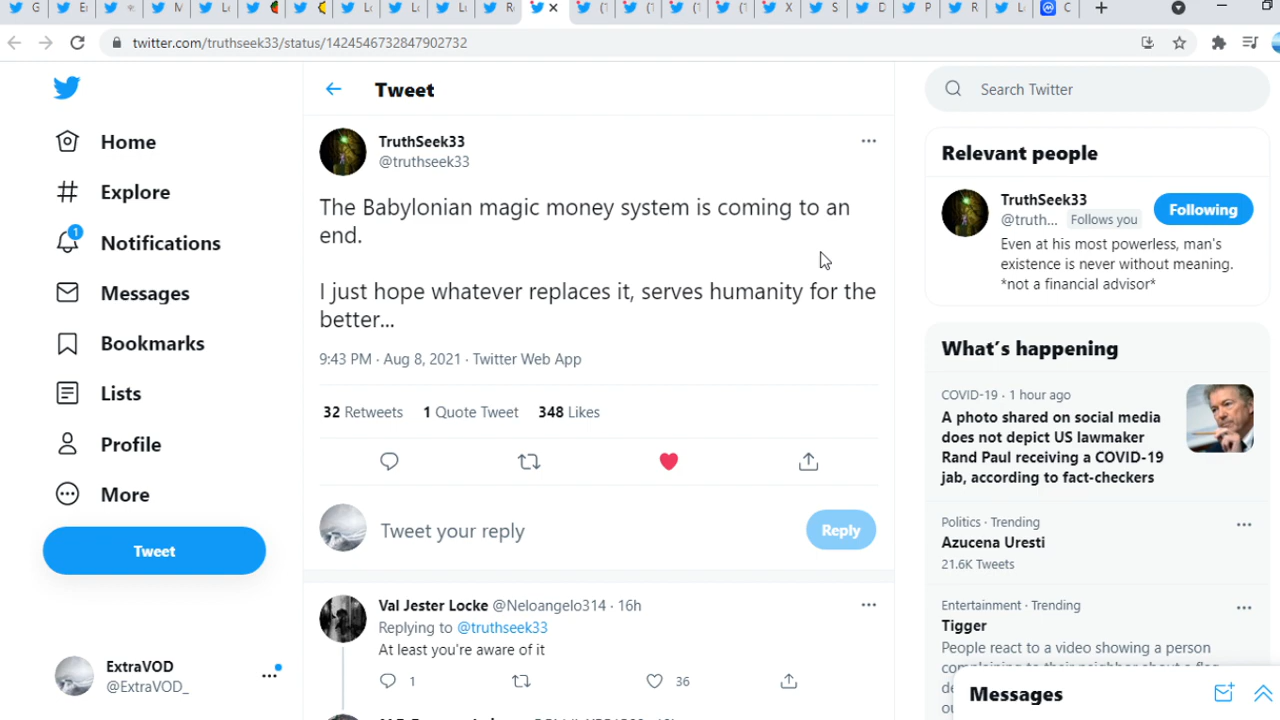 twitter.com/truthseek33/status/1424546732847902732
Tweet
Search Twitter
Home
Explore
1
Notifications
Messages
Bookmarks
Lists
Profile
More
Tweet
ExtraVOD
@ExtraVOD_
TruthSeek33
@truthseek33
The Babylonian magic money system is coming to an
end.
I just hope whatever replaces it, serves humanity for the
better...
9:43 PM · Aug 8, 2021 · Twitter Web App
32 Retweets 1 Quote Tweet 348 Likes
Tweet your reply
Reply
Val Jester Locke @Neloangelo314 · 16h
Replying to @truthseek33
At least you're aware of it
1
36
Relevant people
TruthSeek33
@truth... Follows you
Following
Even at his most powerless, man's
existence is never without meaning.
*not a financial advisor*
What's happening
COVID-19 · 1 hour ago
A photo shared on social media
does not depict US lawmaker
Rand Paul receiving a COVID-19
jab, according to fact-checkers
Politics · Trending
Azucena Uresti
21.6K Tweets
Entertainment · Trending
Tigger
People react to a video showing a person
Messages